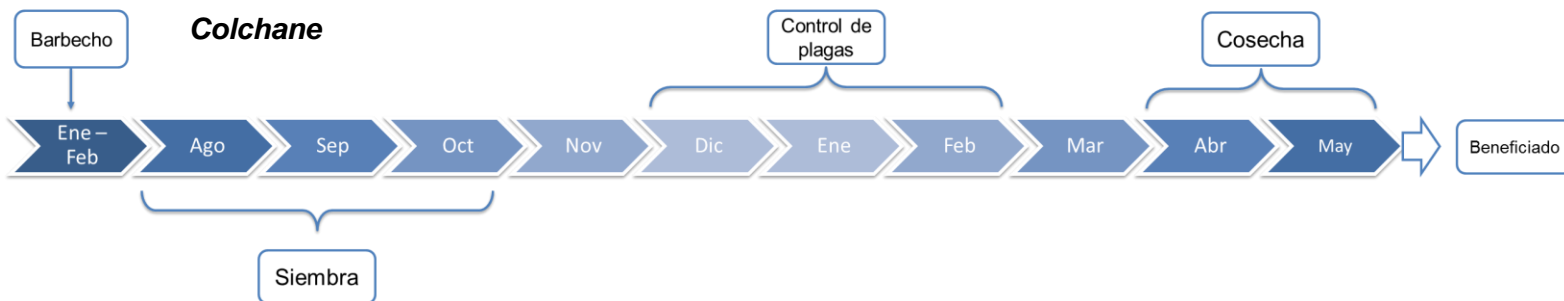 Colchane
Barbecho
Control de
plagas
Cosecha
Ene –
Feb
Ago
Sep
Oct
Nov
Dic
Ene
Feb
Mar
Abr
May
Beneficiado
Siembra